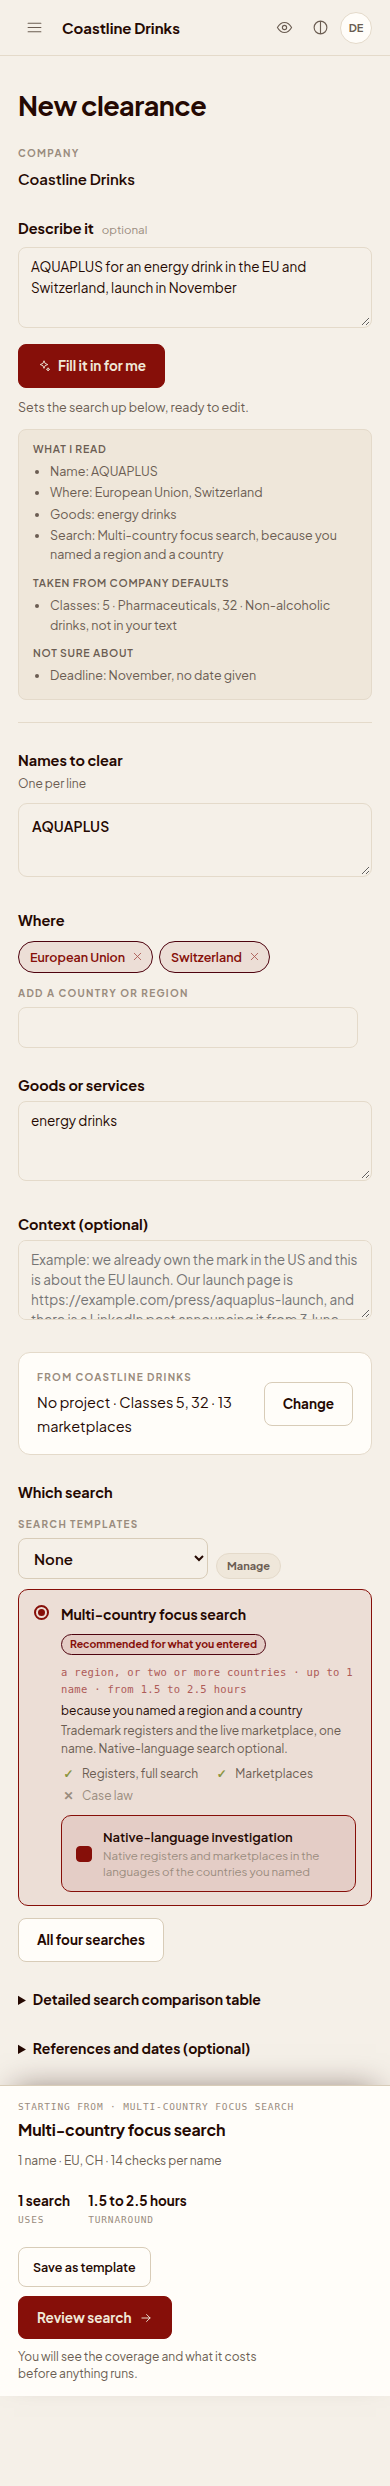 Coastline Drinks
DE
New clearance
COMPANY
Coastline Drinks
Describe it optional
AQUAPLUS for an energy drink in the EU and
Switzerland, launch in November
Fill it in for me
Sets the search up below, ready to edit.
WHAT I READ
• Name: AQUAPLUS
• Where: European Union, Switzerland
• Goods: energy drinks
• Search: Multi-country focus search, because you
named a region and a country
TAKEN FROM COMPANY DEFAULTS
• Classes: 5 · Pharmaceuticals, 32 · Non-alcoholic
drinks, not in your text
NOT SURE ABOUT
• Deadline: November, no date given
Names to clear
One per line
AQUAPLUS
Where
European Union ×
Switzerland ×
ADD A COUNTRY OR REGION
Goods or services
energy drinks
Context (optional)
Example: we already own the mark in the US and this
is about the EU launch. Our launch page is
https://example.com/press/aquaplus-launch, and
there is a LinkedIn post announcing it from 3 June
FROM COASTLINE DRINKS
No project · Classes 5, 32 · 13
marketplaces
Change
Which search
SEARCH TEMPLATES
None
Manage
Multi-country focus search
Recommended for what you entered
a region, or two or more countries · up to 1
name · from 1.5 to 2.5 hours
because you named a region and a country
Trademark registers and the live marketplace, one
name. Native-language search optional.
✓ Registers, full search ✓ Marketplaces
✕ Case law
Native-language investigation
Native registers and marketplaces in the
languages of the countries you named
All four searches
▶ Detailed search comparison table
▶ References and dates (optional)
STARTING FROM · MULTI-COUNTRY FOCUS SEARCH
Multi-country focus search
1 name · EU, CH · 14 checks per name
1 search 1.5 to 2.5 hours
USES TURNAROUND
Save as template
Review search →
You will see the coverage and what it costs
before anything runs.